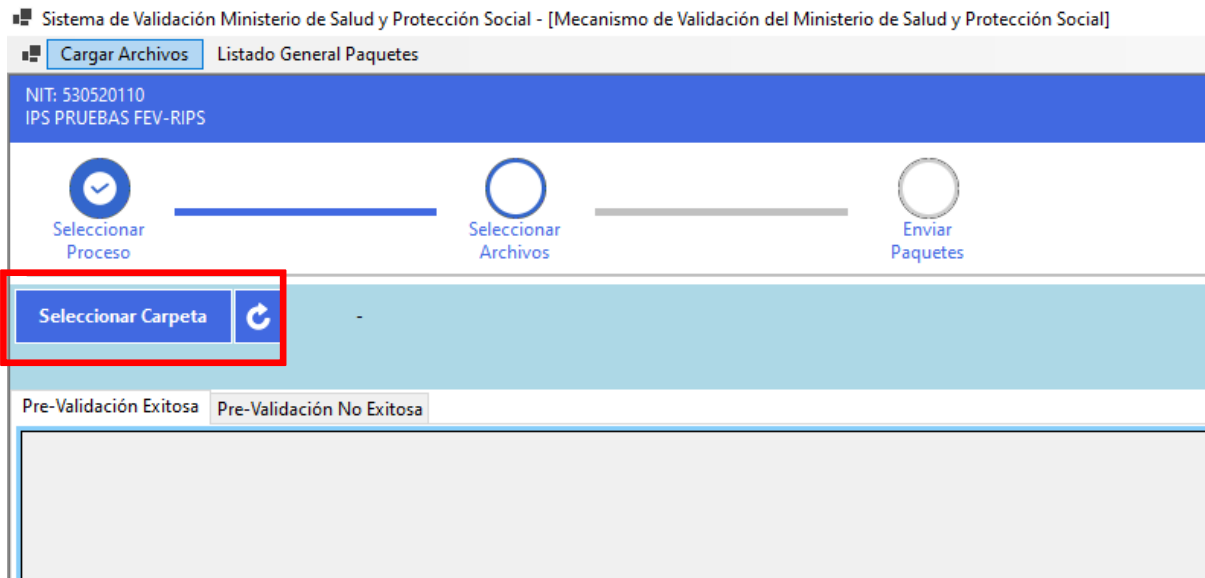 Sistema de Validación Ministerio de Salud y Protección Social - [Mecanismo de Validación del Ministerio de Salud y Protección Social]
Cargar Archivos Listado General Paquetes
NIT: 530520110
IPS PRUEBAS FEV-RIPS
Seleccionar
Proceso
Seleccionar
Archivos
Enviar
Paquetes
Seleccionar Carpeta -
Pre-Validación Exitosa Pre-Validación No Exitosa